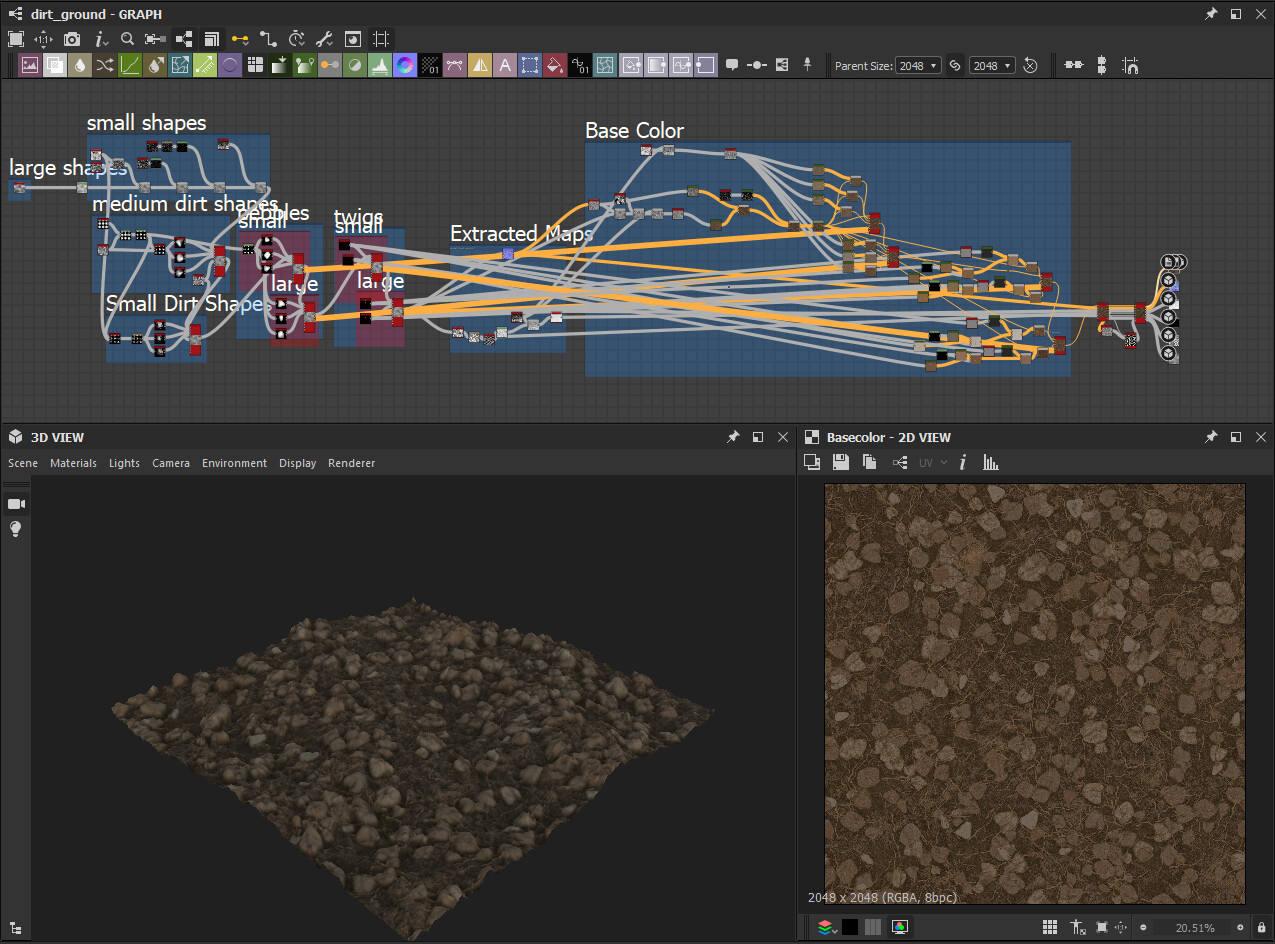 dirt_ground - GRAPH
Parent Size: 2048 2048
small shapes
large shapes
medium dirt shapes
pebbles
small
large
Small Dirt Shapes
twigs
small
large
Extracted Maps
Base Color
3D VIEW
Scene Materials Lights Camera Environment Display Renderer
Basecolor - 2D VIEW
UV
2048 x 2048 (RGBA, 8bpc)
20.51%